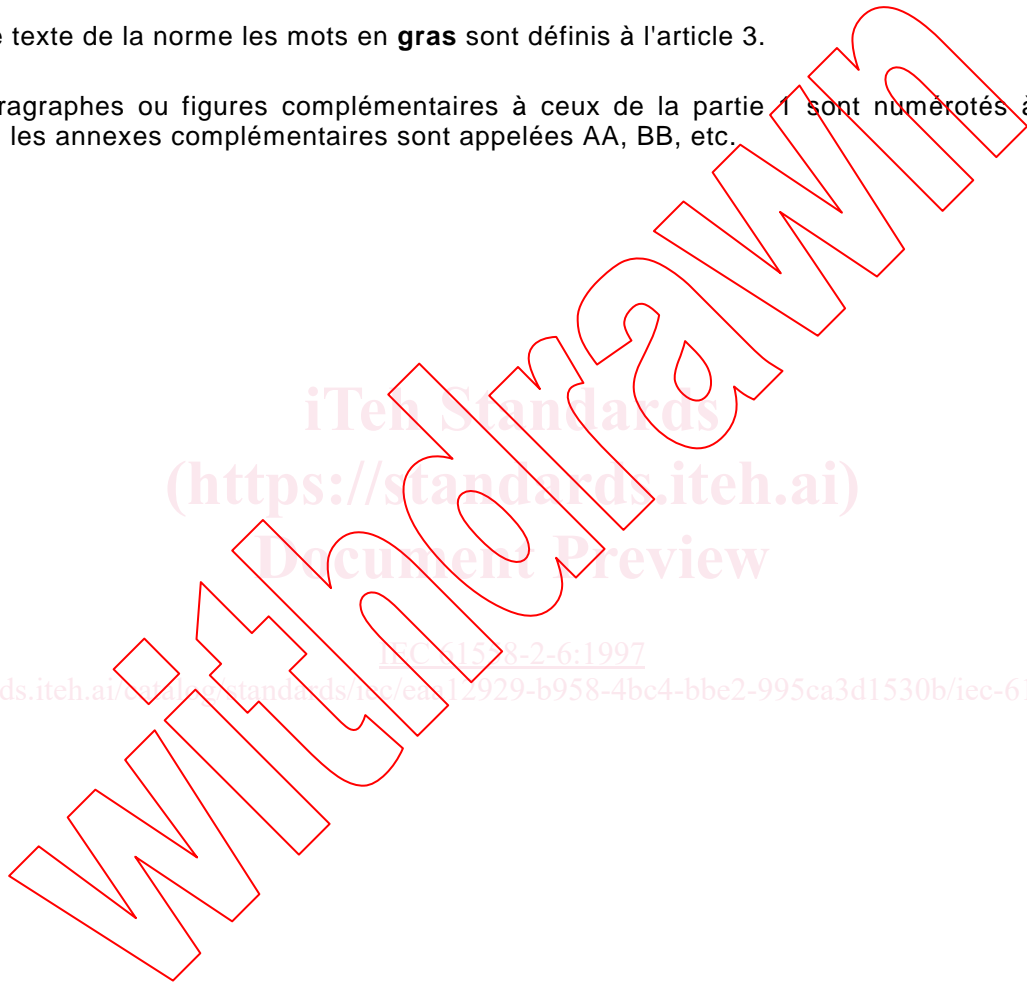 e texte de la norme les mots en gras sont définis à l'article 3.
ragraphes ou figures complémentaires à ceux de la partie 1 sont numérotés à
les annexes complémentaires sont appelées AA, BB, etc.
iTeh Standards
(https://standards.iteh.ai)
Document Preview
IEC 61558-2-6:1997
ds.iteh.ai/catalog/standards/iec/eaa12929-b958-4bc4-bbe2-995ca3d1530b/iec-61
withdrawn